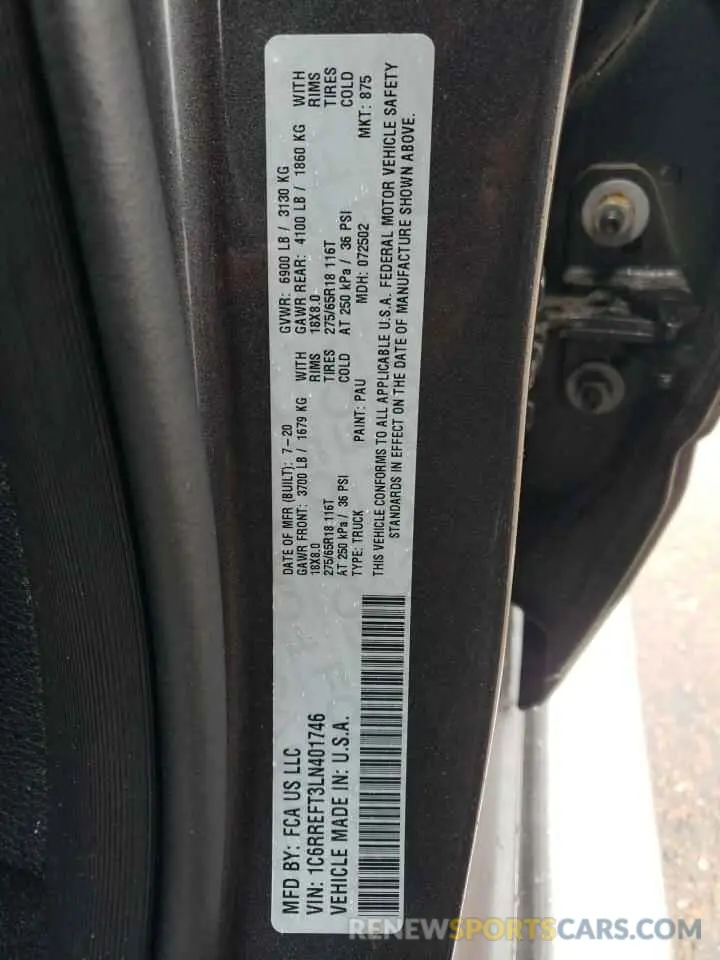 MFD BY: FCA US LLC
VIN: 1C6RREFT3LN401746
VEHICLE MADE IN: U.S.A.
DATE OF MFR (BUILT): 7-20 GVWR: 6900 LB / 3130 KG
GAWR FRONT: 3700 LB / 1679 KG WITH GAWR REAR: 4100 LB / 1860 KG WITH
18X8.0 RIMS 18X8.0 RIMS
275/65R18 116T TIRES 275/65R18 116T TIRES
AT 250 kPa / 36 PSI COLD AT 250 kPa / 36 PSI COLD
TYPE: TRUCK PAINT: PAU MDH: 072502 MKT: 875
THIS VEHICLE CONFORMS TO ALL APPLICABLE U.S.A. FEDERAL MOTOR VEHICLE SAFETY
STANDARDS IN EFFECT ON THE DATE OF MANUFACTURE SHOWN ABOVE.
RENEWSPORTSCARS.COM